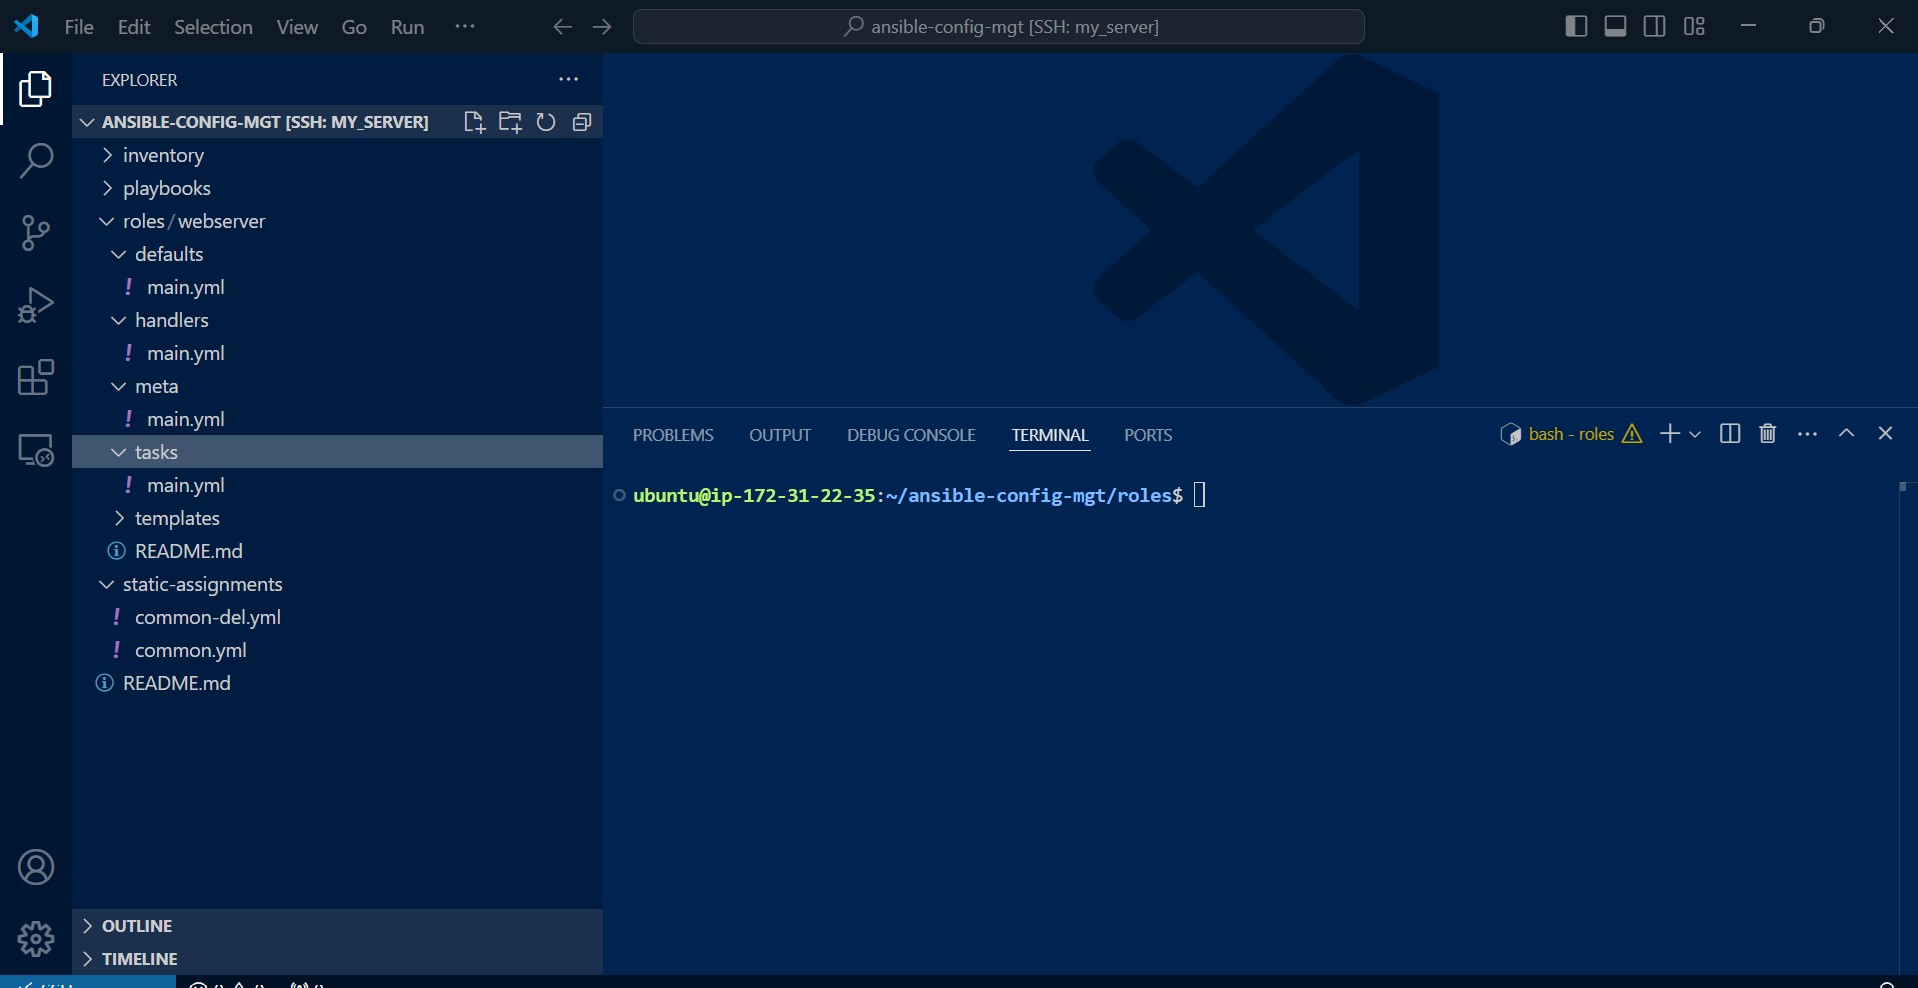 File Edit Selection View Go Run ··· ansible-config-mgt [SSH: my_server]
EXPLORER
ANSIBLE-CONFIG-MGT [SSH: MY_SERVER]
inventory
playbooks
roles/webserver
defaults
! main.yml
handlers
! main.yml
meta
! main.yml
tasks
! main.yml
templates
README.md
static-assignments
! common-del.yml
! common.yml
README.md
OUTLINE
TIMELINE
PROBLEMS OUTPUT DEBUG CONSOLE TERMINAL PORTS bash - roles
ubuntu@ip-172-31-22-35:~/ansible-config-mgt/roles$